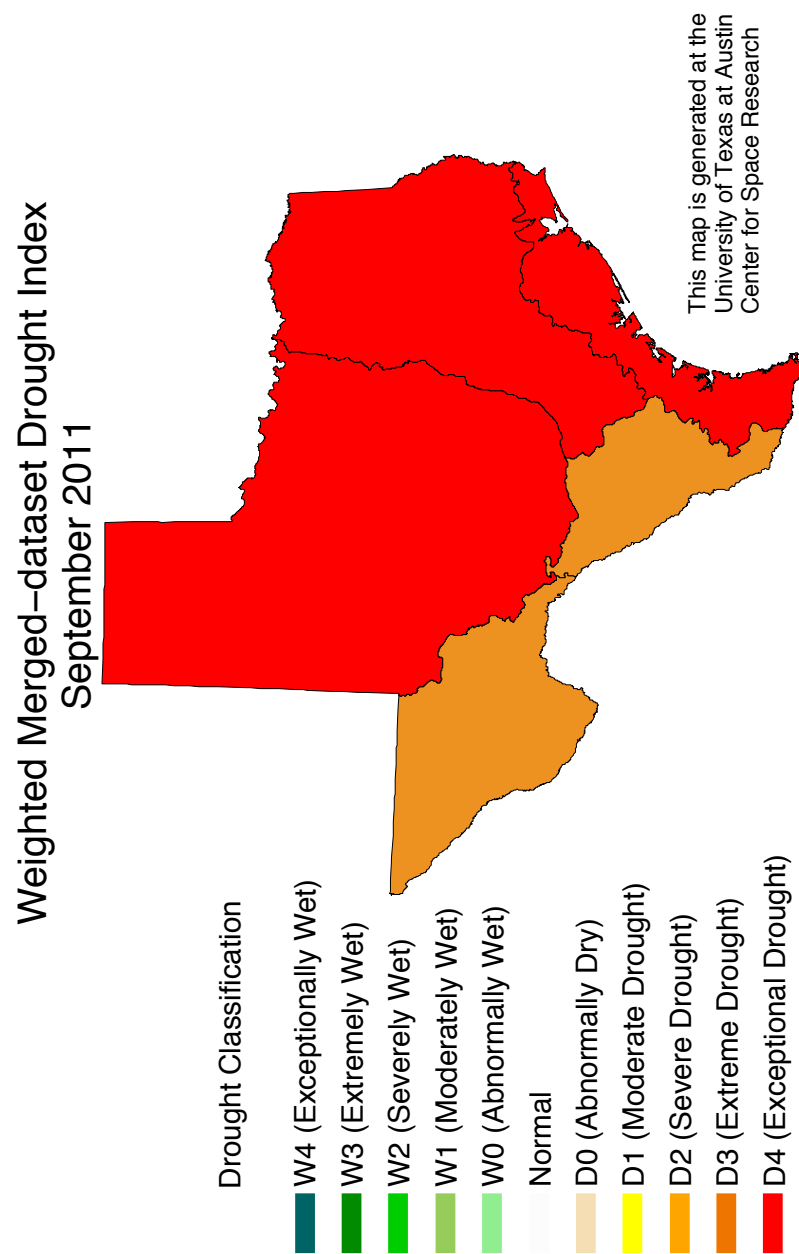 Weighted Merged–dataset Drought Index
September 2011
Drought Classification
W4 (Exceptionally Wet)
W3 (Extremely Wet)
W2 (Severely Wet)
W1 (Moderately Wet)
W0 (Abnormally Wet)
Normal
D0 (Abnormally Dry)
D1 (Moderate Drought)
D2 (Severe Drought)
D3 (Extreme Drought)
D4 (Exceptional Drought)
This map is generated at the
University of Texas at Austin
Center for Space Research